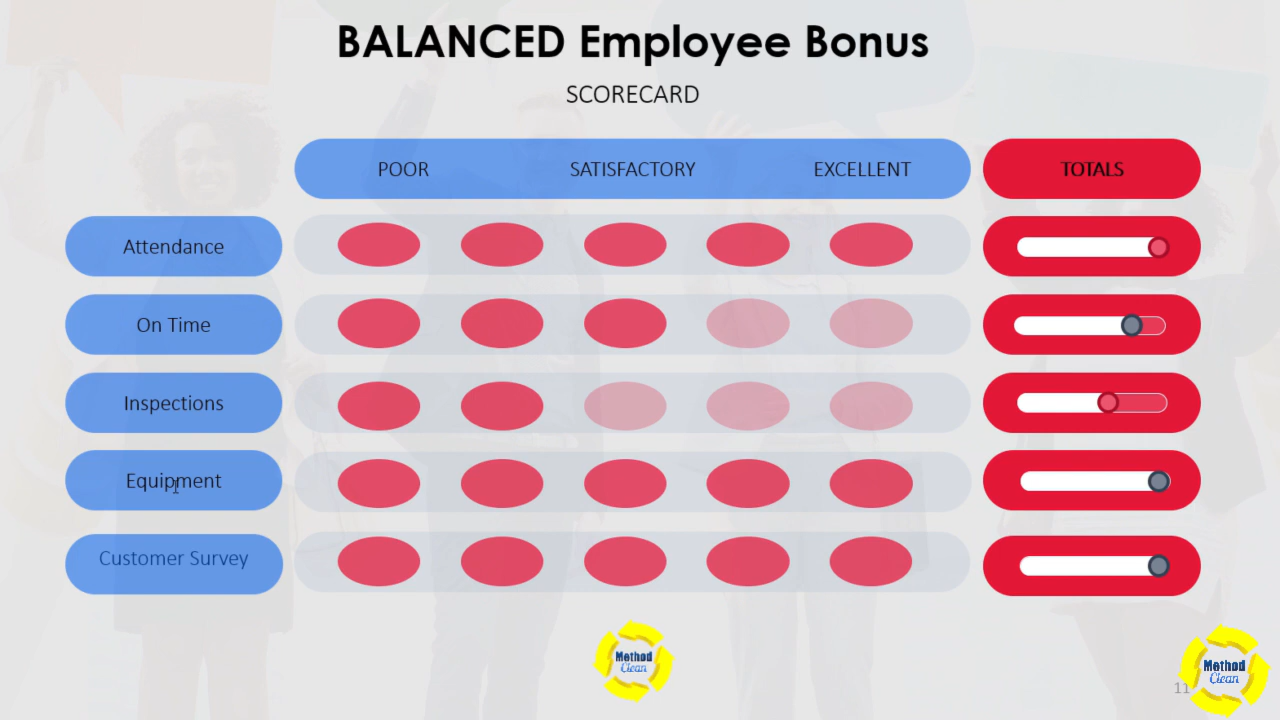 BALANCED Employee Bonus
SCORECARD
POOR SATISFACTORY EXCELLENT TOTALS
Attendance
On Time
Inspections
Equipment
Customer Survey
Method
Clean
11
Method
Clean